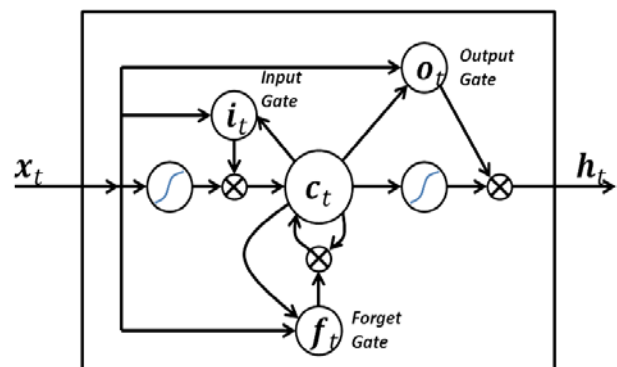 Input
Gate
Output
Gate
o_t
i_t
x_t
c_t
h_t
f_t
Forget
Gate